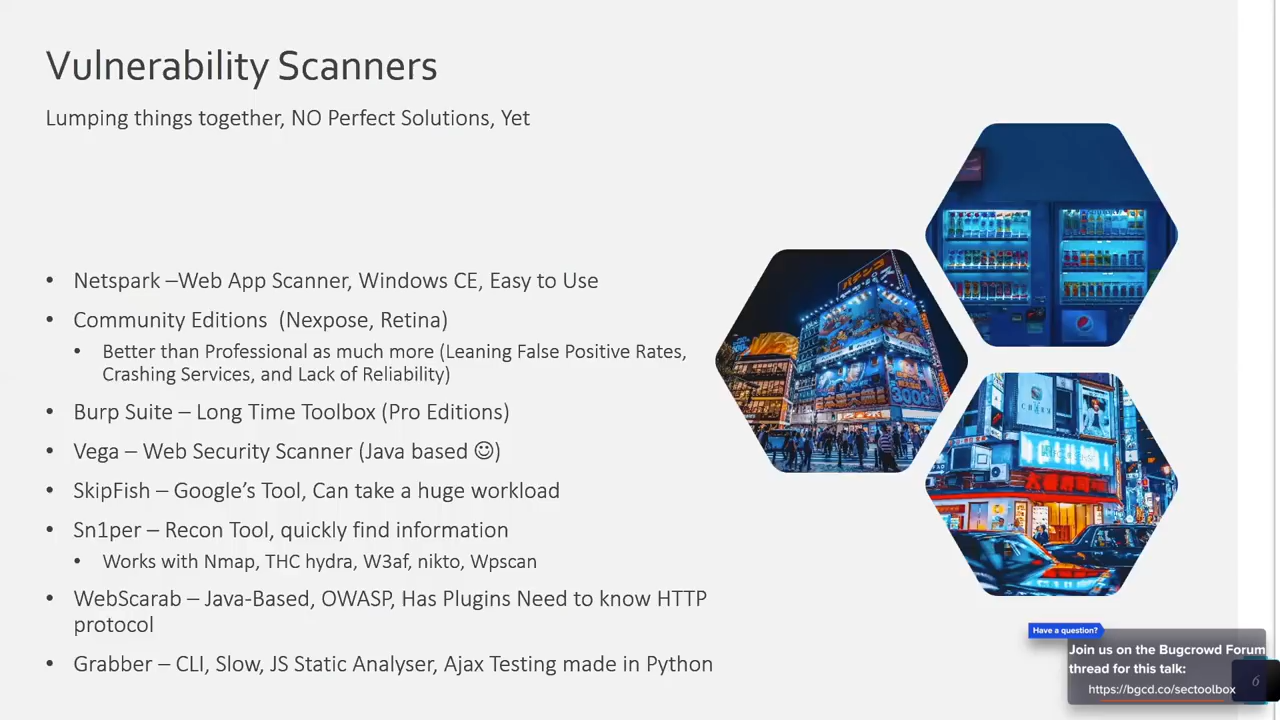 Vulnerability Scanners
Lumping things together, NO Perfect Solutions, Yet
• Netspark –Web App Scanner, Windows CE, Easy to Use
• Community Editions  (Nexpose, Retina)
• Better than Professional as much more (Leaning False Positive Rates,
Crashing Services, and Lack of Reliability)
• Burp Suite – Long Time Toolbox (Pro Editions)
• Vega – Web Security Scanner (Java based ☺)
• SkipFish – Google's Tool, Can take a huge workload
• Sn1per – Recon Tool, quickly find information
• Works with Nmap, THC hydra, W3af, nikto, Wpscan
• WebScarab – Java-Based, OWASP, Has Plugins Need to know HTTP
protocol
• Grabber – CLI, Slow, JS Static Analyser, Ajax Testing made in Python
3000
Have a question?
Join us on the Bugcrowd Forum
thread for this talk:
https://bgcd.co/sectoolbox
6